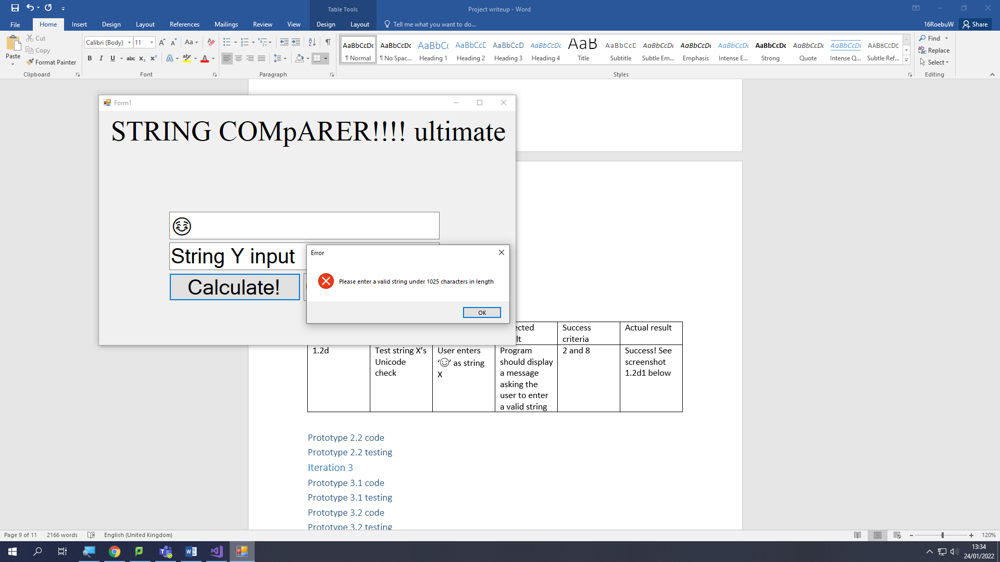 Table Tools
Project writeup - Word
File Home Insert Design Layout References Mailings Review View Design Layout Tell me what you want to do... 16RoebuW Share
Paste
Cut
Copy
Format Painter
Clipboard
Calibri (Body) 11
Font
Paragraph
AaBbCcDc AaBbCcDc AaBbCc AaBbCcD AaBbCcD AaBbCcDc AaB AaBbCcD AaBbCcDc AaBbCcDc AaBbCcDc AaBbCcDc AaBbCcDc AaBbCcDc AABBCCDE
¶ Normal ¶ No Spac... Heading 1 Heading 2 Heading 3 Heading 4 Title Subtitle Subtle Em... Emphasis Intense E... Strong Quote Intense Q... Subtle Ref...
Styles
Find
Replace
Select
Editing
Form1
STRING COMpARER!!!! ultimate
😊
String Y input
Calculate!
Error
Please enter a valid string under 1025 characters in length
OK
ected
lt
Success
criteria
Actual result
1.2d
Test string X’s
Unicode
check
User enters
‘☺’ as string
X
Program
should display
a message
asking the
user to enter
a valid string
2 and 8
Success! See
screenshot
1.2d1 below
Prototype 2.2 code
Prototype 2.2 testing
Iteration 3
Prototype 3.1 code
Prototype 3.1 testing
Prototype 3.2 code
Prototype 3.2 testing
Page 9 of 11 2166 words English (United Kingdom) 120%
13:34
24/01/2022